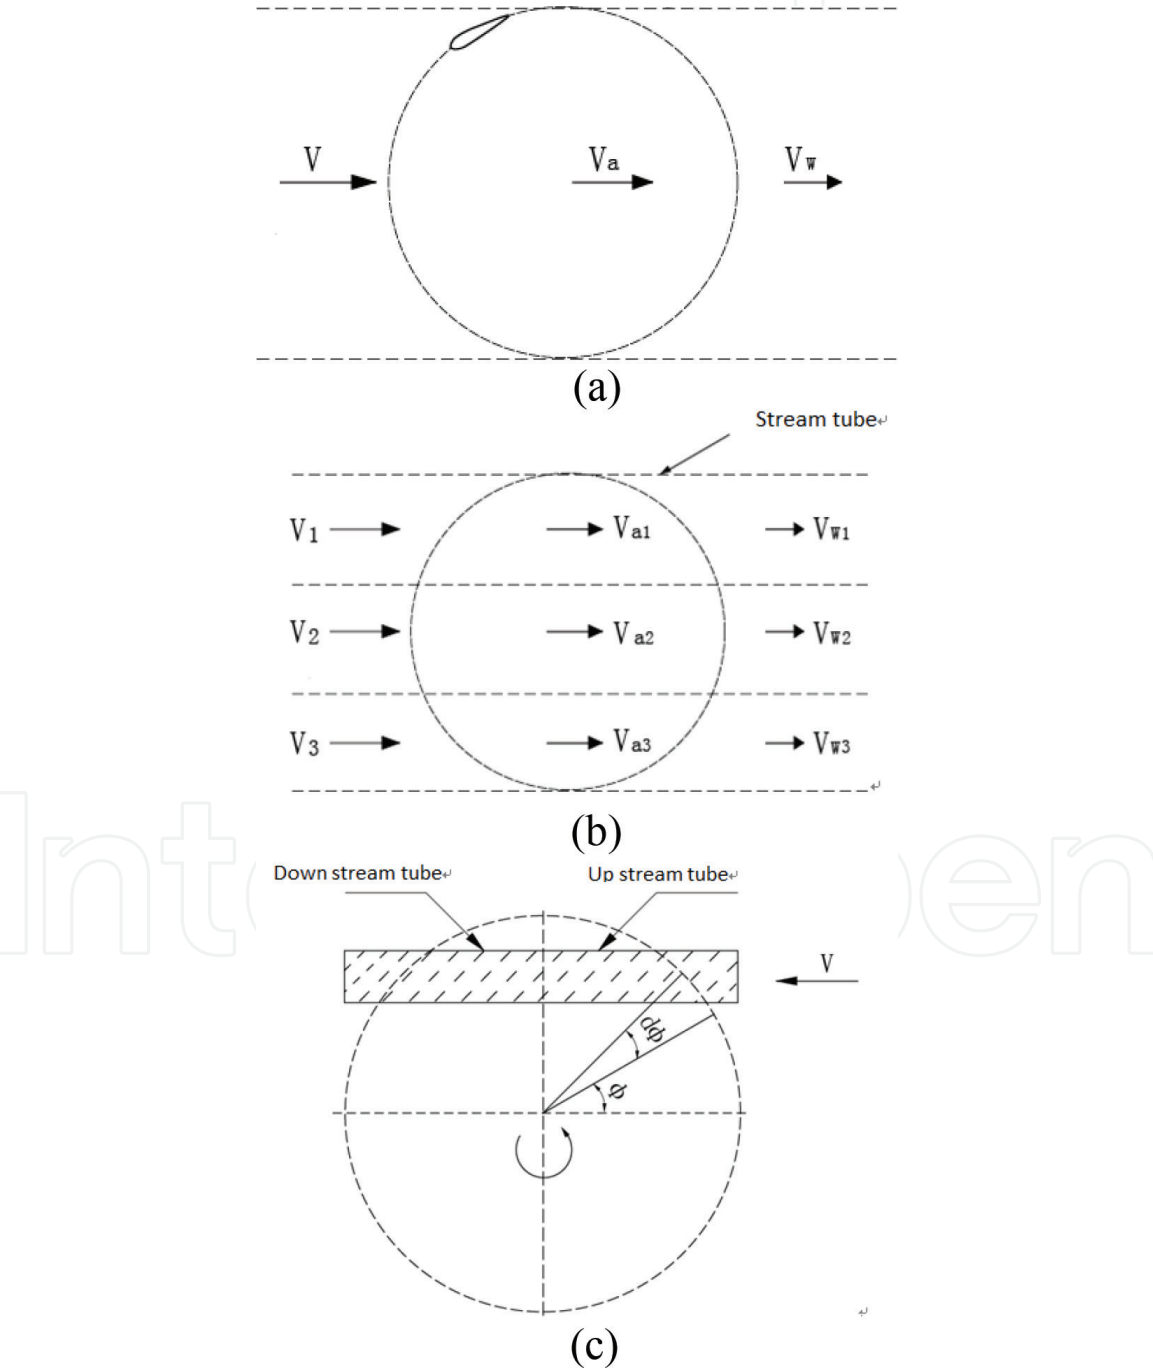 V Va Vw
(a)
Stream tube↵
V1 Va1 Vw1
V2 Va2 Vw2
V3 Va3 Vw3
↵
(b)
Down stream tube↵ Up stream tube↵
V
dϕ
ϕ
↵
(c)